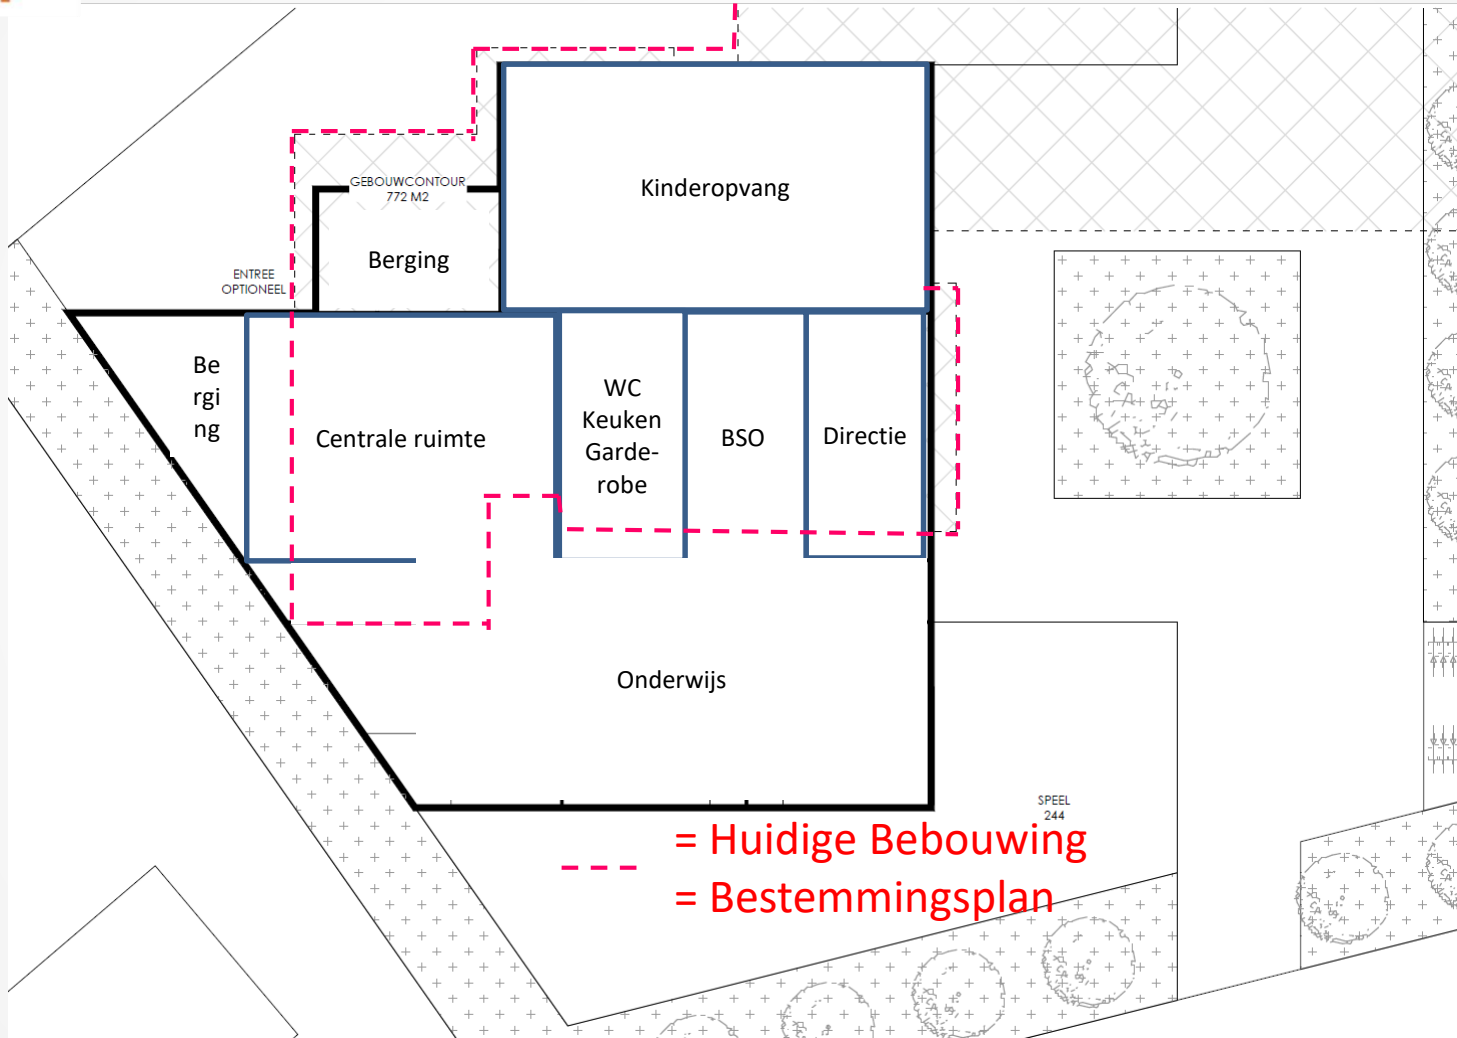 GEBOUWCONTOUR
772 M2
Kinderopvang
Berging
ENTREE
OPTIONEEL
Be
rgi
ng
Centrale ruimte
WC
Keuken
Garde-
robe
BSO
Directie
Onderwijs
SPEEL
244
= Huidige Bebouwing
= Bestemmingsplan